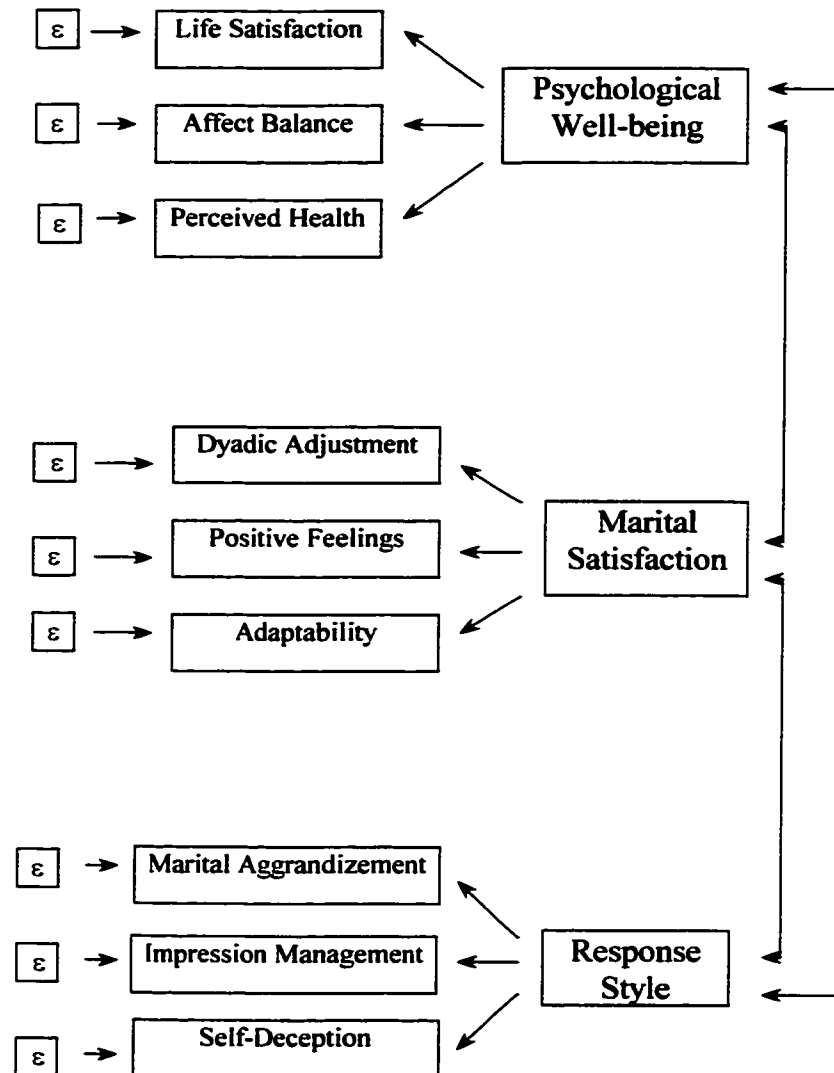 ε
Life Satisfaction
Psychological
Well-being
ε
Affect Balance
ε
Perceived Health
ε
Dyadic Adjustment
Marital
Satisfaction
ε
Positive Feelings
ε
Adaptability
ε
Marital Aggrandizement
ε
Impression Management
Response
Style
ε
Self-Deception